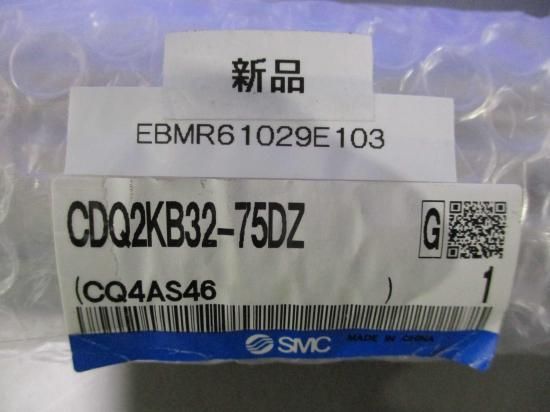 新品
EBMR61029E103
CDQ2KB32-75DZ
G
(CQ4AS46 )
1
SMC
MADE IN CHINA